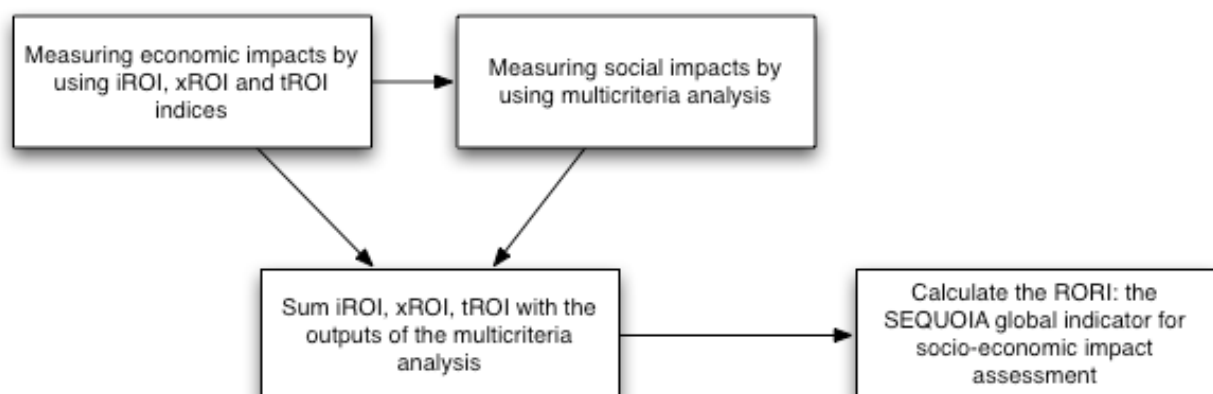 Measuring economic impacts by
using iROI, xROI and tROI
indices
Measuring social impacts by
using multicriteria analysis
Sum iROI, xROI, tROI with the
outputs of the multicriteria
analysis
Calculate the RORI: the
SEQUOIA global indicator for
socio-economic impact
assessment